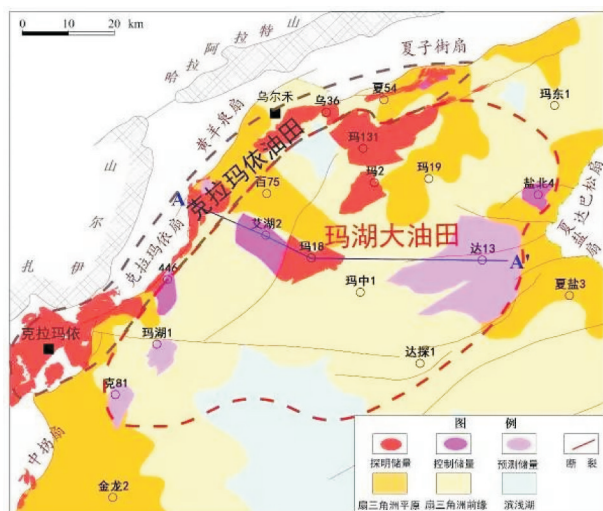 0 10 20 km
哈阿拉特山
夏子街扇
乌尔禾
乌36
夏54
玛东1
黄羊泉扇
玛131
克拉玛依油田
百75
玛2
玛19
盐北4
夏盐扇
达巴松扇
扎伊尔山
A
艾湖2
玛湖大油田
克拉玛依扇
玛18
达13
A'
446
玛中1
夏盐3
克拉玛依
玛湖1
达探1
克81
中拐扇
金龙2
图 例
探明储量
控制储量
预测储量
断裂
扇三角洲平原
扇三角洲前缘
滨浅湖